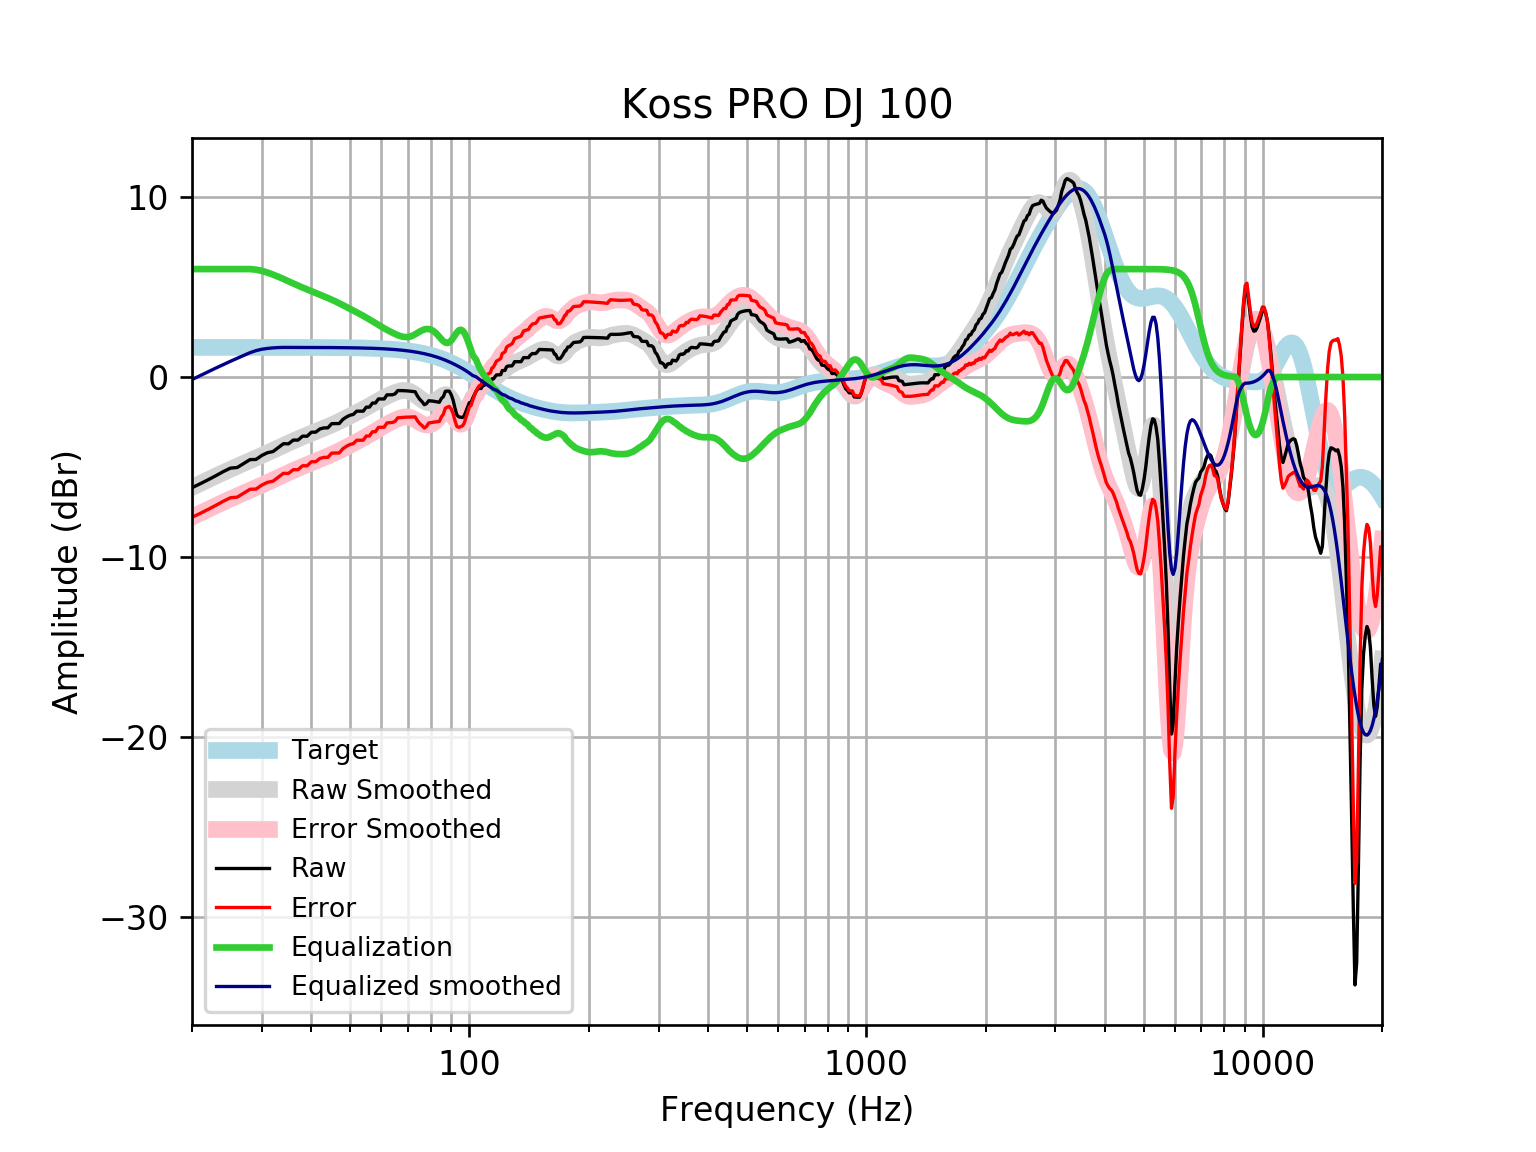 Koss PRO DJ 100
10
0
−10
−20
−30
Amplitude (dBr)
Target
Raw Smoothed
Error Smoothed
Raw
Error
Equalization
Equalized smoothed
100 1000 10000
Frequency (Hz)